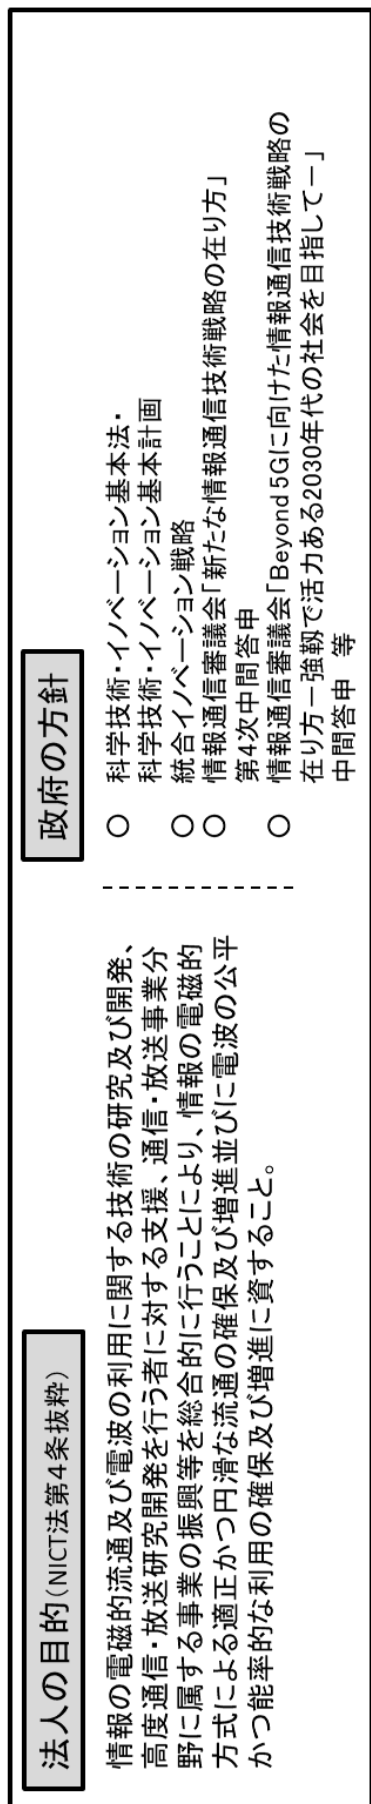 法人の目的(NICT法第4条抜粋)
情報の電磁的流通及び電波の利用に関する技術の研究及び開発、
高度通信・放送研究開発を行う者に対する支援、通信・放送事業分
野に属する事業の振興等を総合的に行うことにより、情報の電磁的
方式による適正かつ円滑な流通の確保及び増進並びに電波の公平
かつ能率的な利用の確保及び増進に資すること。
政府の方針
○ 科学技術・イノベーション基本法・
科学技術・イノベーション基本計画
○ 統合イノベーション戦略
○ 情報通信審議会「新たな情報通信技術戦略の在り方」
第4次中間答申
○ 情報通信審議会「Beyond 5Gに向けた情報通信技術戦略の
在り方－強靱で活力ある2030年代の社会を目指して－」
中間答申 等